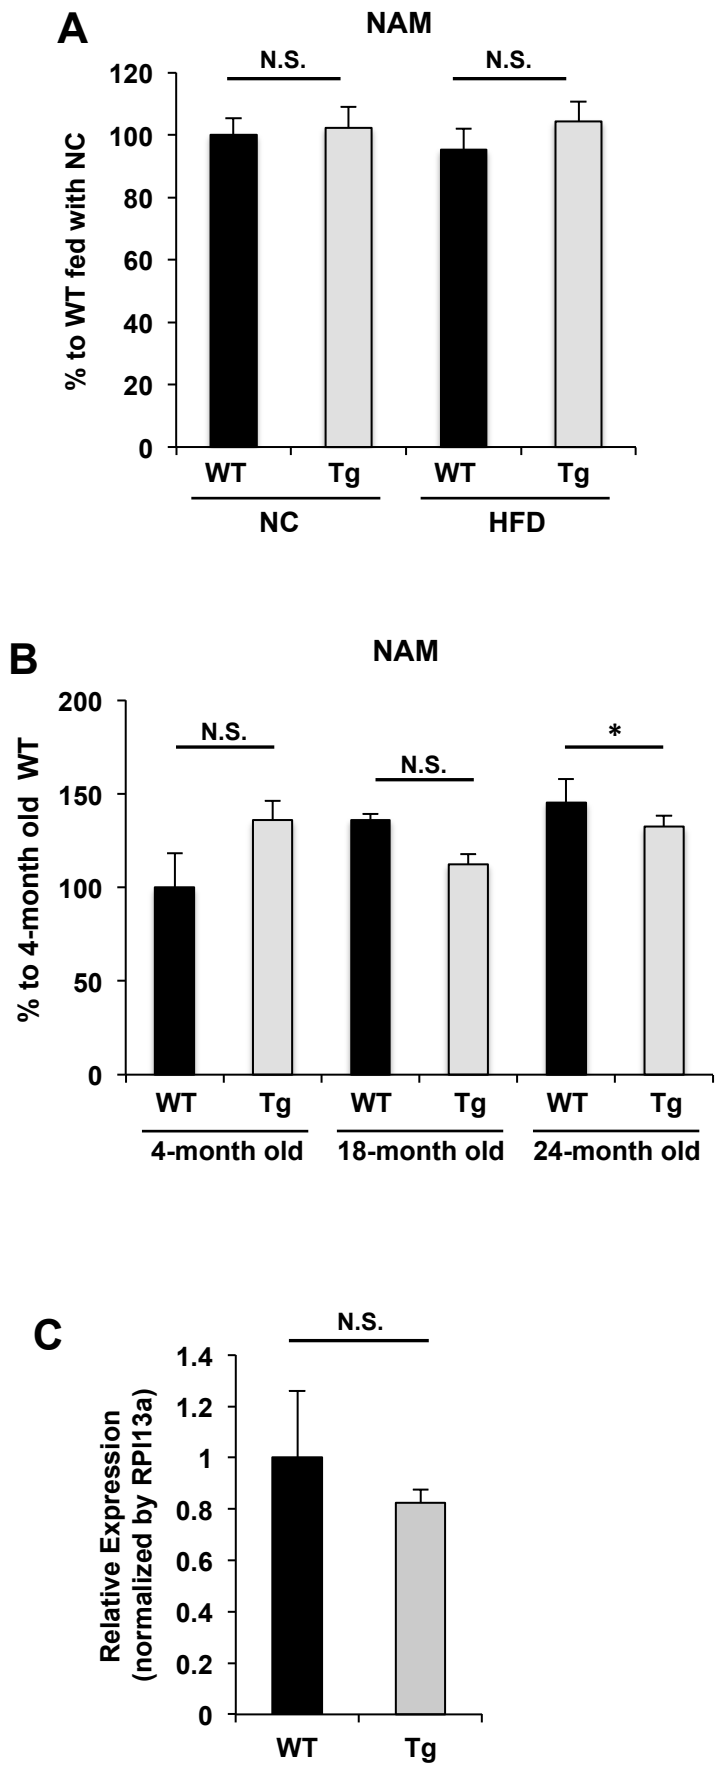 A
NAM
N.S. N.S.
% to WT fed with NC
120
100
80
60
40
20
0
WT Tg WT Tg
NC HFD
B
NAM
% to 4-month old WT
200
150
100
50
0
N.S. N.S. *
WT Tg WT Tg WT Tg
4-month old 18-month old 24-month old
C
N.S.
Relative Expression
(normalized by RPl13a)
1.4
1.2
1
0.8
0.6
0.4
0.2
0
WT Tg